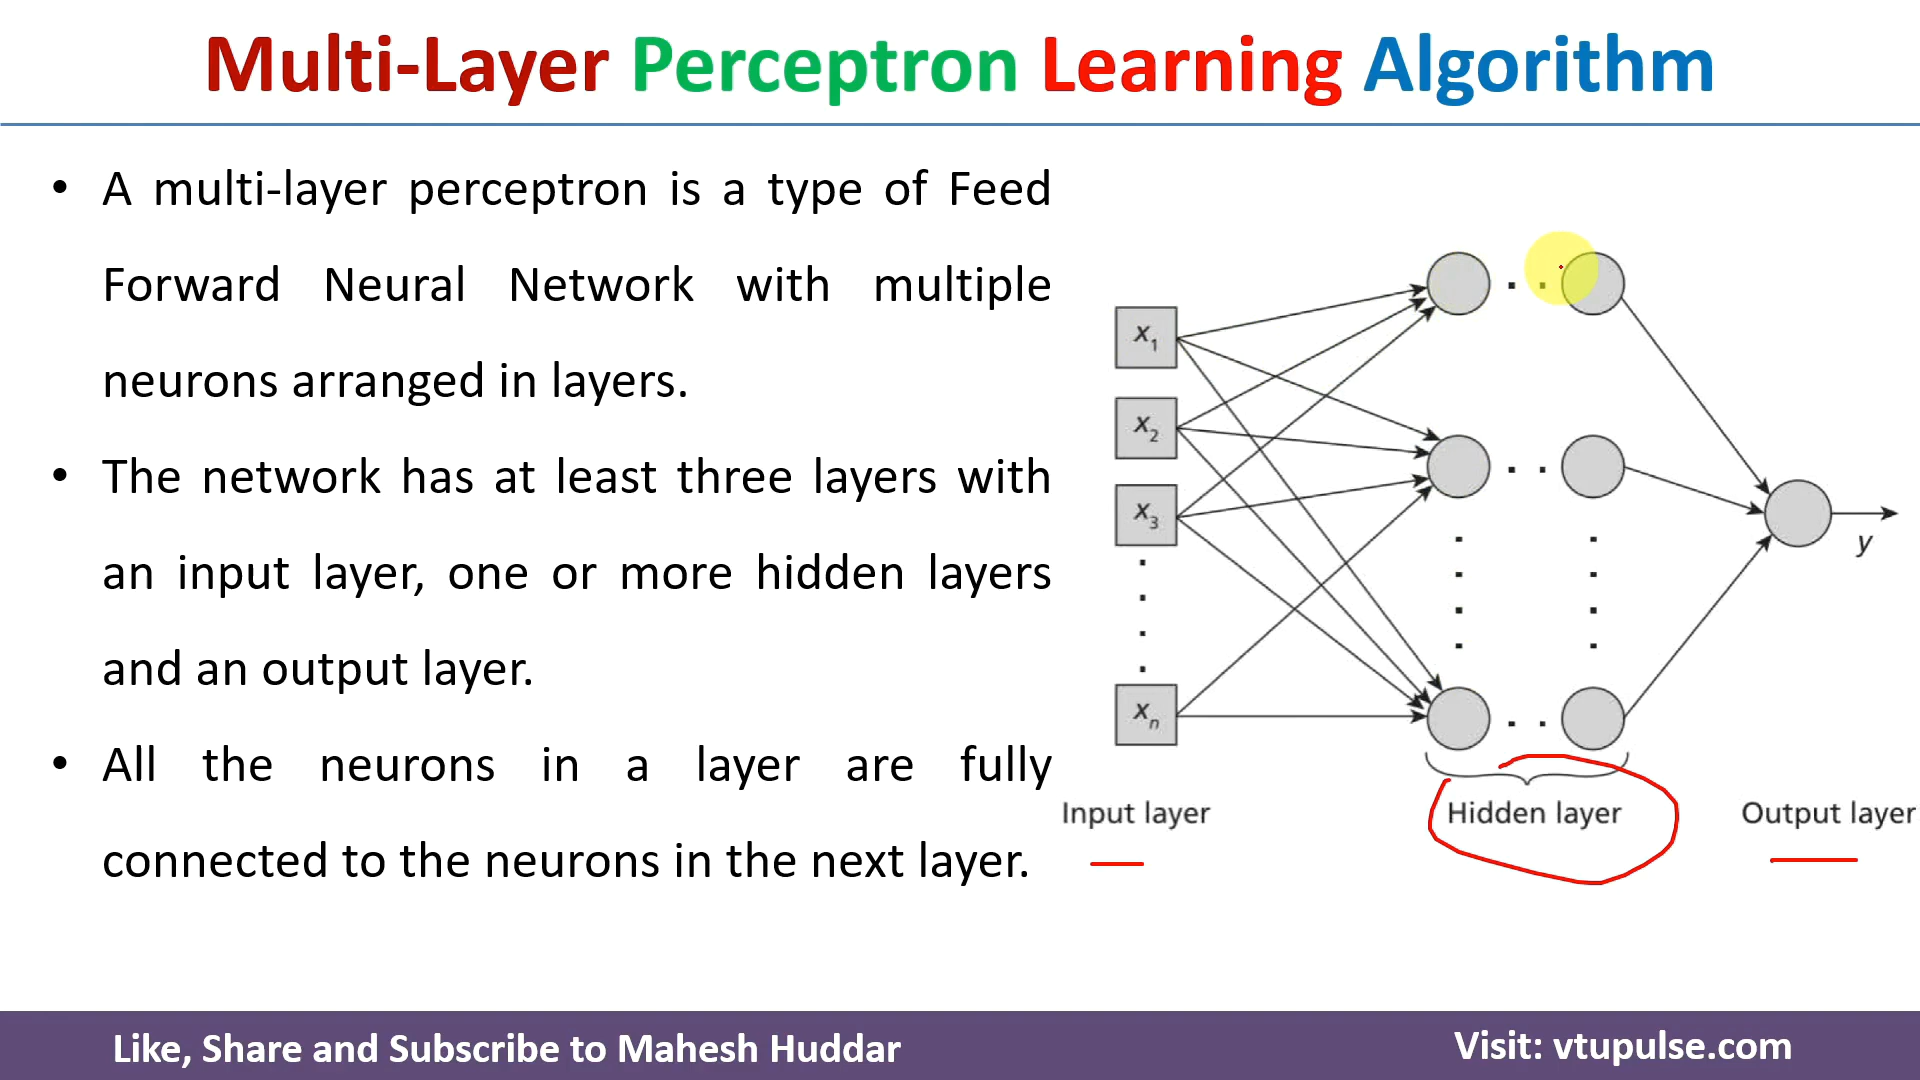 Multi-Layer Perceptron Learning Algorithm
• A multi-layer perceptron is a type of Feed
Forward Neural Network with multiple
neurons arranged in layers.
• The network has at least three layers with
an input layer, one or more hidden layers
and an output layer.
• All the neurons in a layer are fully
connected to the neurons in the next layer.
x1
x2
x3
xn
y
Input layer
Hidden layer
Output layer
Like, Share and Subscribe to Mahesh Huddar
Visit: vtupulse.com